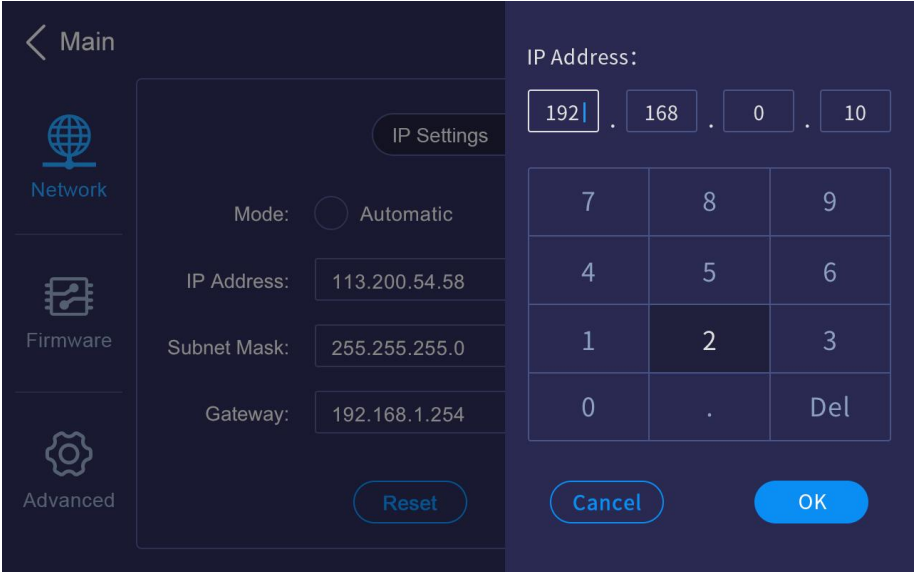 Main
Network
Firmware
Advanced
IP Settings
Mode: Automatic
IP Address: 113.200.54.58
Subnet Mask: 255.255.255.0
Gateway: 192.168.1.254
Reset
IP Address:
192 . 168 . 0 . 10
7 8 9
4 5 6
1 2 3
0 . Del
Cancel OK